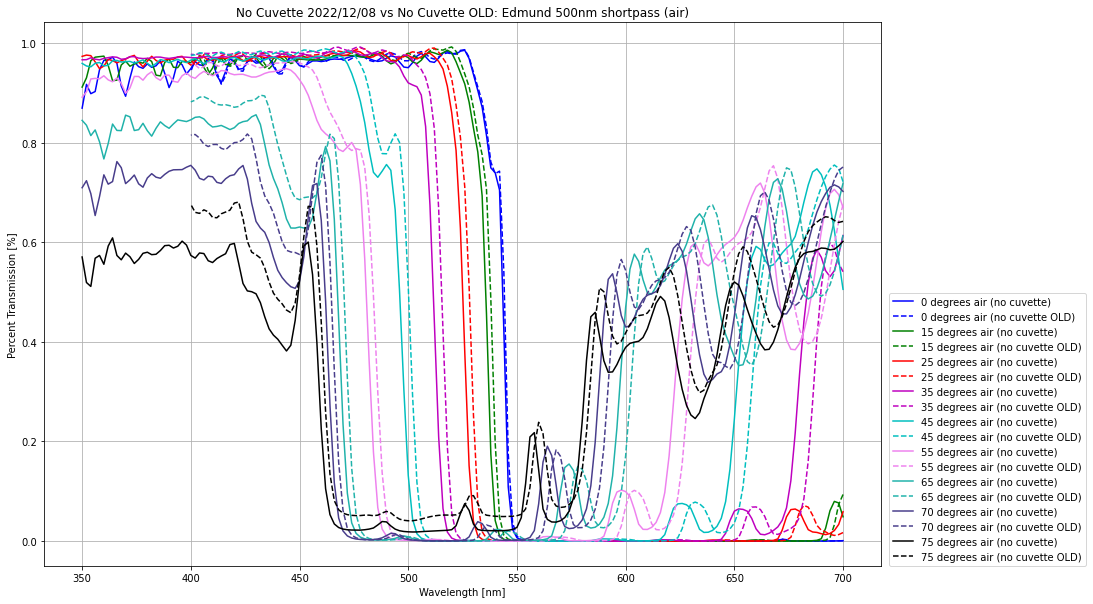 No Cuvette 2022/12/08 vs No Cuvette OLD: Edmund 500nm shortpass (air)
1.0
0.8
0.6
0.4
0.2
0.0
Percent Transmission [%]
350 400 450 500 550 600 650 700
Wavelength [nm]
0 degrees air (no cuvette)
0 degrees air (no cuvette OLD)
15 degrees air (no cuvette)
15 degrees air (no cuvette OLD)
25 degrees air (no cuvette)
25 degrees air (no cuvette OLD)
35 degrees air (no cuvette)
35 degrees air (no cuvette OLD)
45 degrees air (no cuvette)
45 degrees air (no cuvette OLD)
55 degrees air (no cuvette)
55 degrees air (no cuvette OLD)
65 degrees air (no cuvette)
65 degrees air (no cuvette OLD)
70 degrees air (no cuvette)
70 degrees air (no cuvette OLD)
75 degrees air (no cuvette)
75 degrees air (no cuvette OLD)